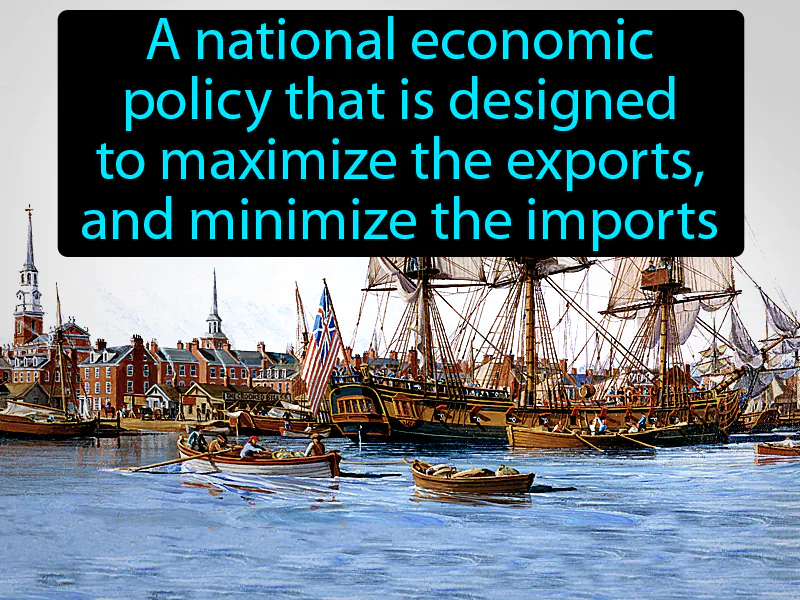 A national economic
policy that is designed
to maximize the exports,
and minimize the imports